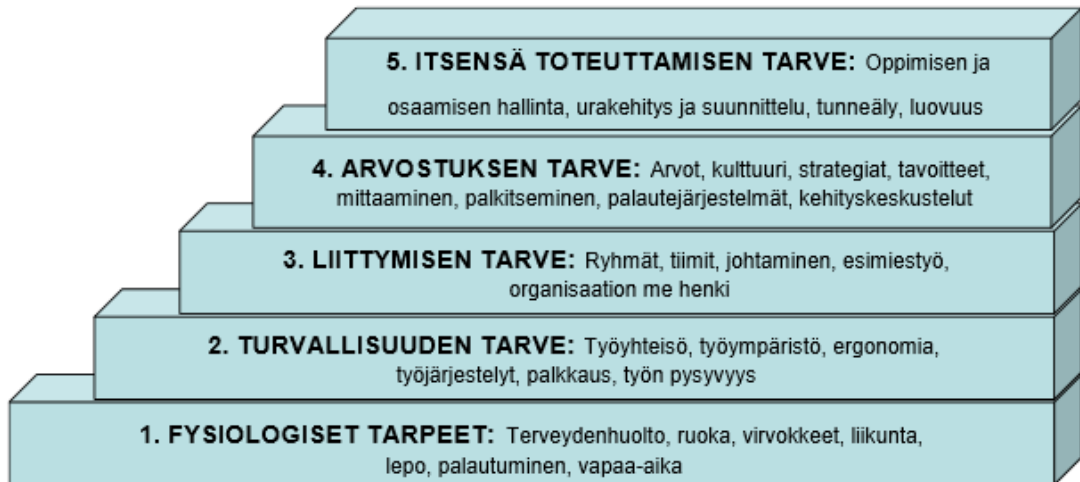 5. ITSENSÄ TOTEUTTAMISEN TARVE: Oppimisen ja
osaamisen hallinta, urakehitys ja suunnittelu, tunneäly, luovuus
4. ARVOSTUKSEN TARVE: Arvot, kulttuuri, strategiat, tavoitteet,
mittaaminen, palkitseminen, palautejärjestelmät, kehityskeskustelut
3. LIITTYMISEN TARVE: Ryhmät, tiimit, johtaminen, esimiestyö,
organisaation me henki
2. TURVALLISUUDEN TARVE: Työyhteisö, työympäristö, ergonomia,
työjärjestelyt, palkkaus, työn pysyvyys
1. FYSIOLOGISET TARPEET: Terveydenhuolto, ruoka, virvokkeet, liikunta,
lepo, palautuminen, vapaa-aika